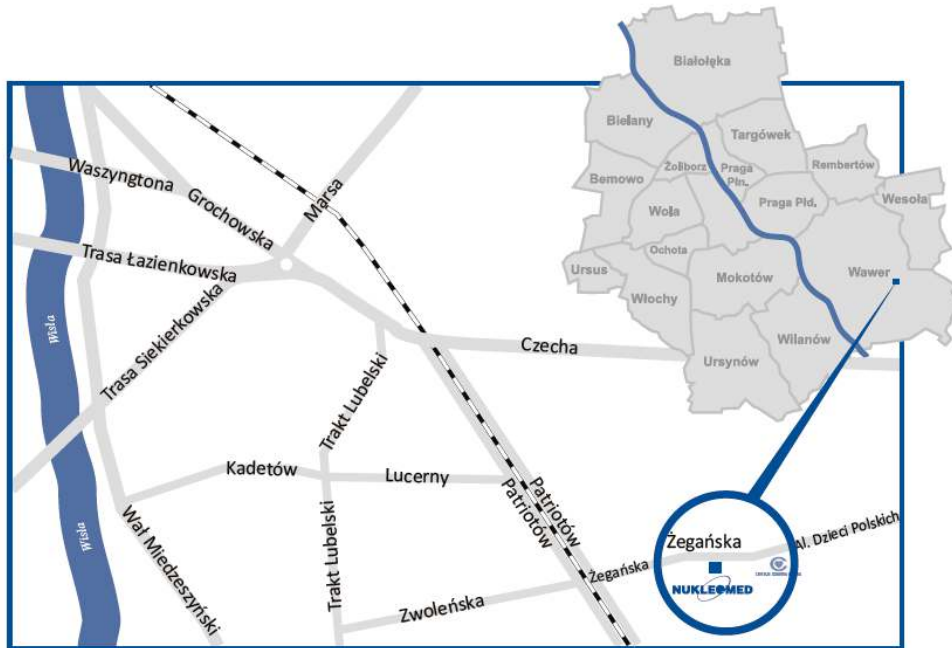 Białołęka
Bielany
Targówek
Żoliborz
Praga
Płn.
Rembertów
Bemowo
Wesoła
Wola
Praga Płd.
Ochota
Ursus
Mokotów
Wawer
Włochy
Wilanów
Ursynów
Waszyngtona
Grochowska
Marsa
Trasa Łazienkowska
Trasa Siekierkowska
Wisła
Czecha
Trakt Lubelski
Kadetów
Lucerny
Patriotów
Patriotów
Wisła
Wał Miedzeszyński
Trakt Lubelski
Zwoleńska
Żegańska
Żegańska
Al. Dzieci Polskich
NUKLEOMED